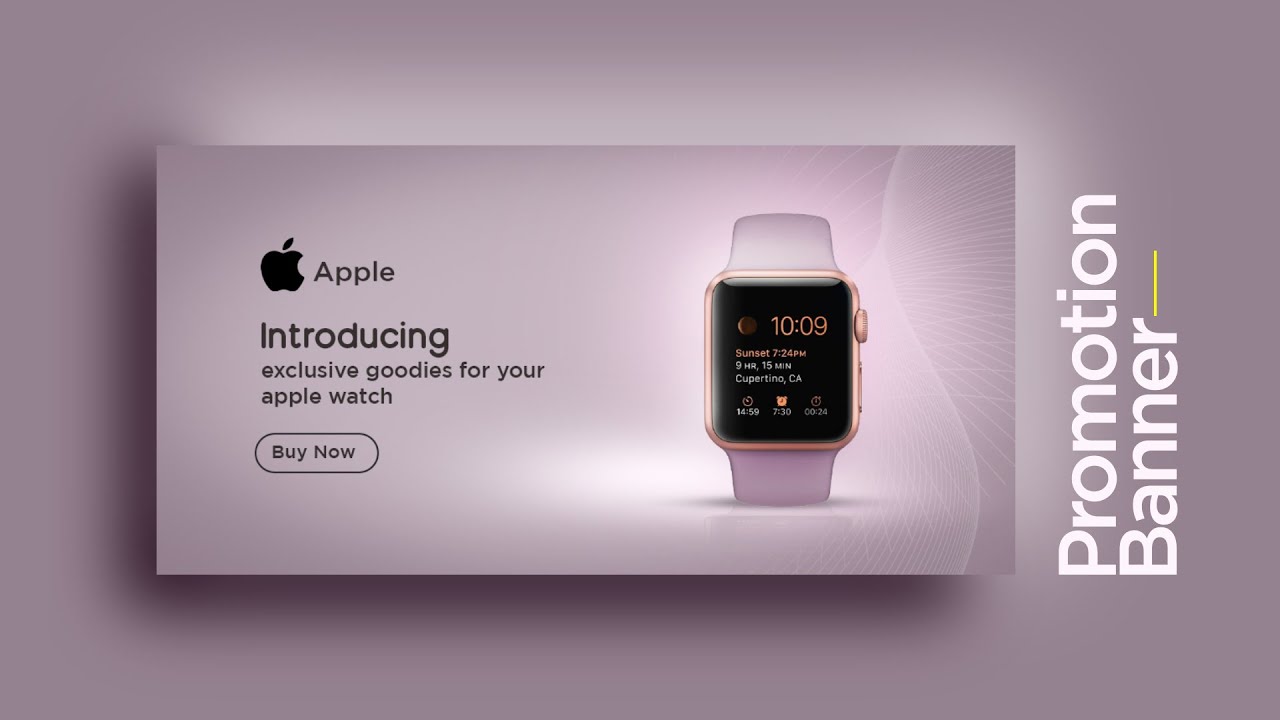 Apple
Introducing
exclusive goodies for your
apple watch
Buy Now
10:09
Sunset 7:24PM
9 HR, 15 MIN
Cupertino, CA
14:59 7:30 00:24
Promotion
Banner